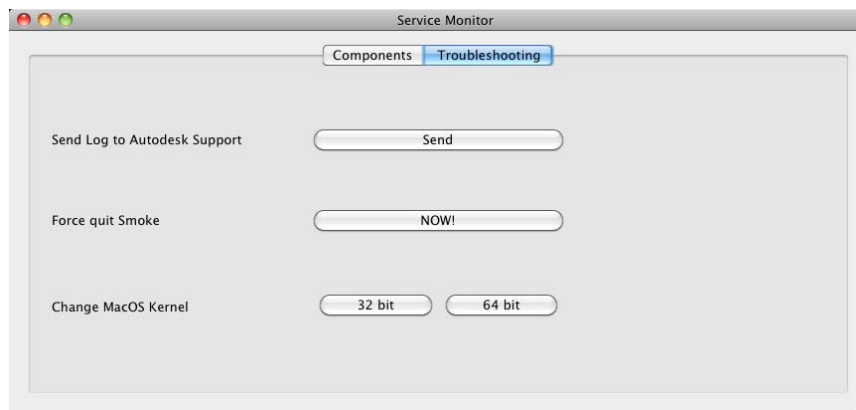 Service Monitor
Components Troubleshooting
Send Log to Autodesk Support Send
Force quit Smoke NOW!
Change MacOS Kernel 32 bit 64 bit